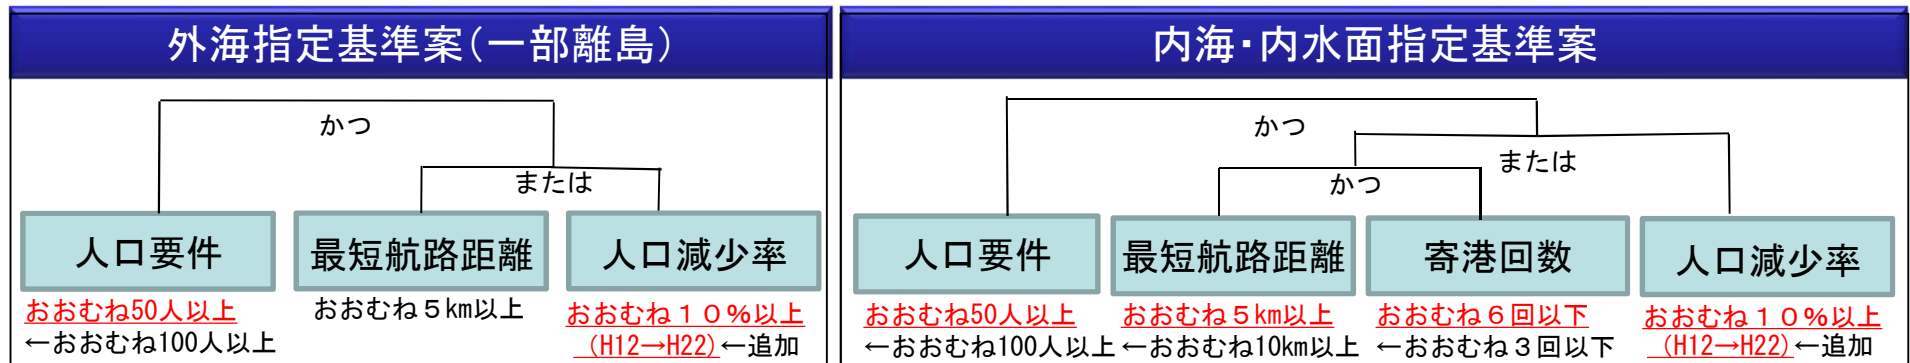 外海指定基準案(一部離島)
かつ
または
人口要件
最短航路距離
人口減少率
おおむね50人以上
←おおむね100人以上
おおむね5km以上
おおむね10%以上
(H12→H22)←追加
内海・内水面指定基準案
かつ
または
かつ
人口要件
最短航路距離
寄港回数
人口減少率
おおむね50人以上
←おおむね100人以上
おおむね5km以上
←おおむね10km以上
おおむね6回以下
←おおむね3回以下
おおむね10%以上
(H12→H22)←追加